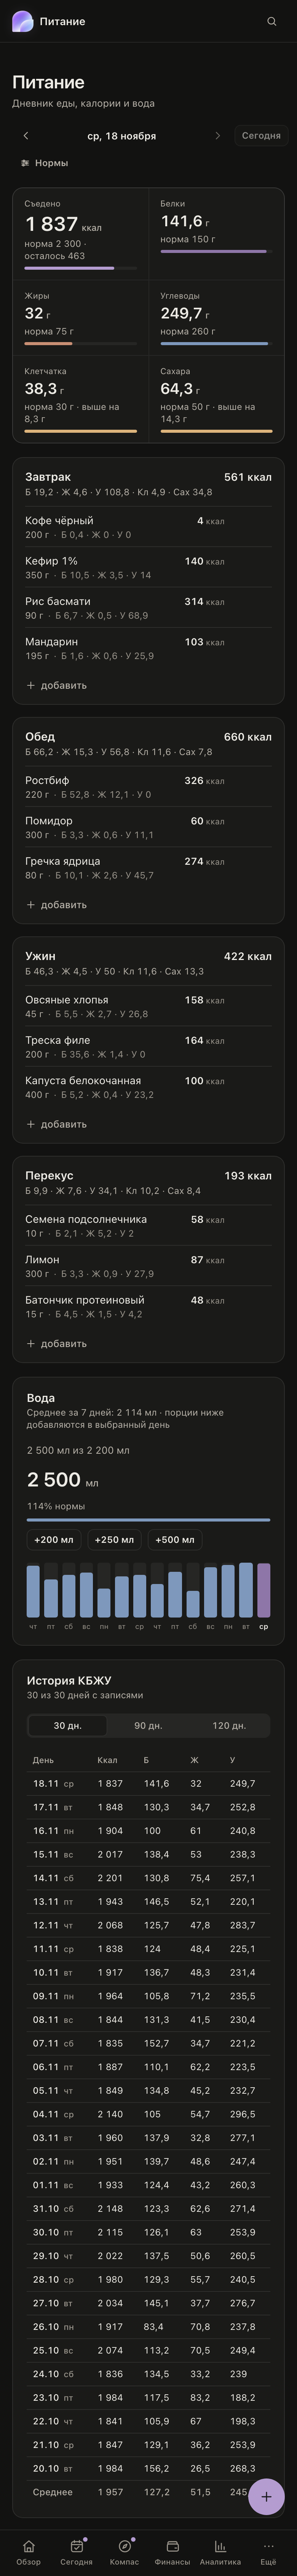 Питание
Питание
Дневник еды, калории и вода
ср, 18 ноября
Сегодня
Нормы
Съедено
1 837 ккал
норма 2 300 ·
осталось 463
Белки
141,6 г
норма 150 г
Жиры
32 г
норма 75 г
Углеводы
249,7 г
норма 260 г
Клетчатка
38,3 г
норма 30 г · выше на
8,3 г
Сахара
64,3 г
норма 50 г · выше на
14,3 г
Завтрак 561 ккал
Б 19,2 · Ж 4,6 · У 108,8 · Кл 4,9 · Сах 34,8
Кофе чёрный 4 ккал
200 г · Б 0,4 · Ж 0 · У 0
Кефир 1% 140 ккал
350 г · Б 10,5 · Ж 3,5 · У 14
Рис басмати 314 ккал
90 г · Б 6,7 · Ж 0,5 · У 68,9
Мандарин 103 ккал
195 г · Б 1,6 · Ж 0,6 · У 25,9
+ добавить
Обед 660 ккал
Б 66,2 · Ж 15,3 · У 56,8 · Кл 11,6 · Сах 7,8
Ростбиф 326 ккал
220 г · Б 52,8 · Ж 12,1 · У 0
Помидор 60 ккал
300 г · Б 3,3 · Ж 0,6 · У 11,1
Гречка ядрица 274 ккал
80 г · Б 10,1 · Ж 2,6 · У 45,7
+ добавить
Ужин 422 ккал
Б 46,3 · Ж 4,5 · У 50 · Кл 11,6 · Сах 13,3
Овсяные хлопья 158 ккал
45 г · Б 5,5 · Ж 2,7 · У 26,8
Треска филе 164 ккал
200 г · Б 35,6 · Ж 1,4 · У 0
Капуста белокочанная 100 ккал
400 г · Б 5,2 · Ж 0,4 · У 23,2
+ добавить
Перекус 193 ккал
Б 9,9 · Ж 7,6 · У 34,1 · Кл 10,2 · Сах 8,4
Семена подсолнечника 58 ккал
10 г · Б 2,1 · Ж 5,2 · У 2
Лимон 87 ккал
300 г · Б 3,3 · Ж 0,9 · У 27,9
Батончик протеиновый 48 ккал
15 г · Б 4,5 · Ж 1,5 · У 4,2
+ добавить
Вода
Среднее за 7 дней: 2 114 мл · порции ниже
добавляются в выбранный день
2 500 мл из 2 200 мл
2 500 мл
114% нормы
+200 мл +250 мл +500 мл
чт пт сб вс пн вт ср чт пт сб вс пн вт ср
История КБЖУ
30 из 30 дней с записями
30 дн. 90 дн. 120 дн.
День Ккал Б Ж У
18.11 ср 1 837 141,6 32 249,7
17.11 вт 1 848 130,3 34,7 252,8
16.11 пн 1 904 100 61 240,8
15.11 вс 2 017 138,4 53 238,3
14.11 сб 2 201 130,8 75,4 257,1
13.11 пт 1 943 146,5 52,1 220,1
12.11 чт 2 068 125,7 47,8 283,7
11.11 ср 1 838 124 48,4 225,1
10.11 вт 1 917 136,7 48,3 231,4
09.11 пн 1 964 105,8 71,2 235,5
08.11 вс 1 844 131,3 41,5 230,4
07.11 сб 1 835 152,7 34,7 221,2
06.11 пт 1 887 110,1 62,2 223,5
05.11 чт 1 849 134,8 45,2 232,7
04.11 ср 2 140 105 54,7 296,5
03.11 вт 1 960 137,9 32,8 277,1
02.11 пн 1 951 139,7 48,6 247,4
01.11 вс 1 933 124,4 43,2 260,3
31.10 сб 2 148 123,3 62,6 271,4
30.10 пт 2 115 126,1 63 253,9
29.10 чт 2 022 137,5 50,6 260,5
28.10 ср 1 980 129,3 55,7 240,5
27.10 вт 2 034 145,1 37,7 276,7
26.10 пн 1 917 83,4 70,8 237,8
25.10 вс 2 074 113,2 70,5 249,4
24.10 сб 1 836 134,5 33,2 239
23.10 пт 1 984 117,5 83,2 188,2
22.10 чт 1 841 105,9 67 198,3
21.10 ср 1 847 129,1 36,2 253,9
20.10 вт 1 984 156,2 26,5 268,3
Среднее 1 957 127,2 51,5 245
Обзор Сегодня Компас Финансы Аналитика Ещё